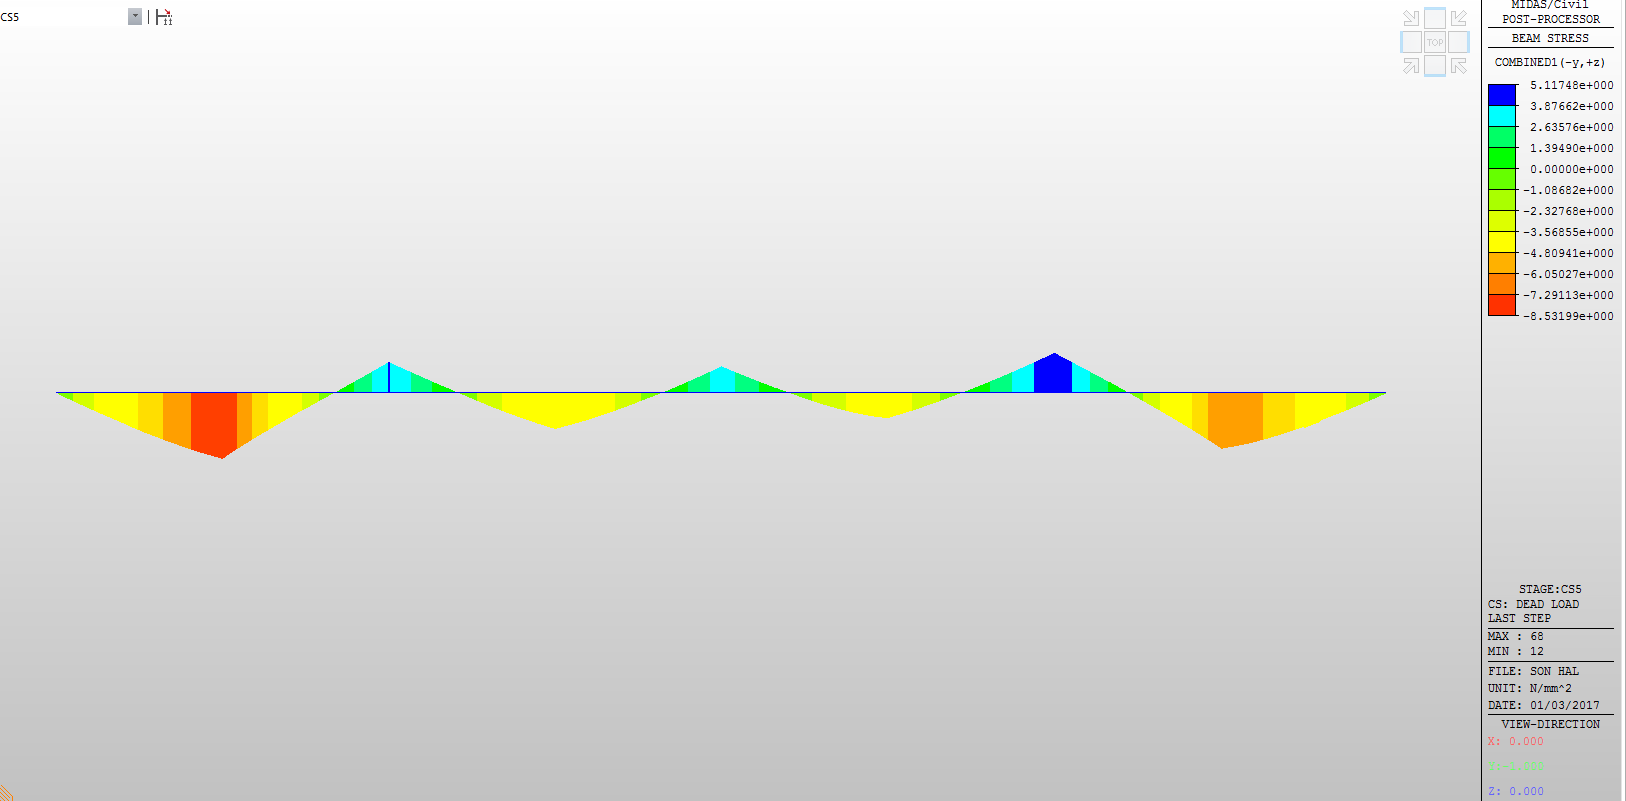 CS5
TOP
MIDAS/Civil
POST-PROCESSOR
BEAM STRESS
COMBINED1(-y,+z)
5.11748e+000
3.87662e+000
2.63576e+000
1.39490e+000
0.00000e+000
-1.08682e+000
-2.32768e+000
-3.56855e+000
-4.80941e+000
-6.05027e+000
-7.29113e+000
-8.53199e+000
STAGE:CS5
CS: DEAD LOAD
LAST STEP
MAX : 68
MIN : 12
FILE: SON HAL
UNIT: N/mm^2
DATE: 01/03/2017
VIEW-DIRECTION
X: 0.000
Z: 0.000